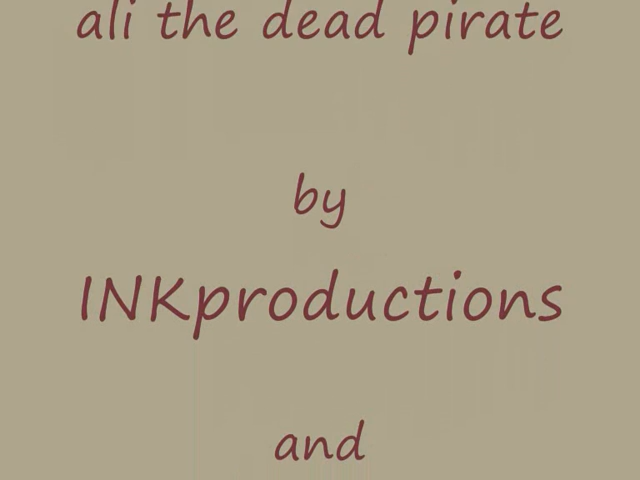 ali the dead pirate
by
INKproductions
and